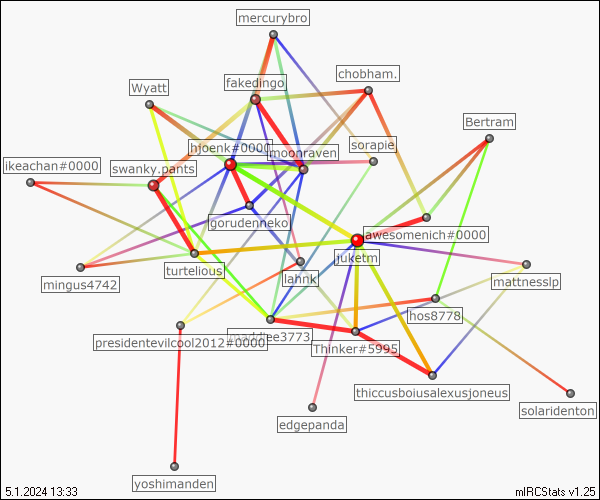 mercurybro
chobham.
fakedingo
Wyatt
Bertram
hfoenk#0000
moonraven
sorapie
ikeachan#0000
swanky.pants
gorudenneko
awesomenich#0000
juketm
turtelious
lahnk
mattnesslp
mingus4742
hos8778
maddiee3773
presidentevilcool2012#0000
Thinker#5995
thiccusboiusalexusjoneus
solaridenton
edgepanda
yoshimanden
5.1.2024 13:33
mIRCStats v1.25